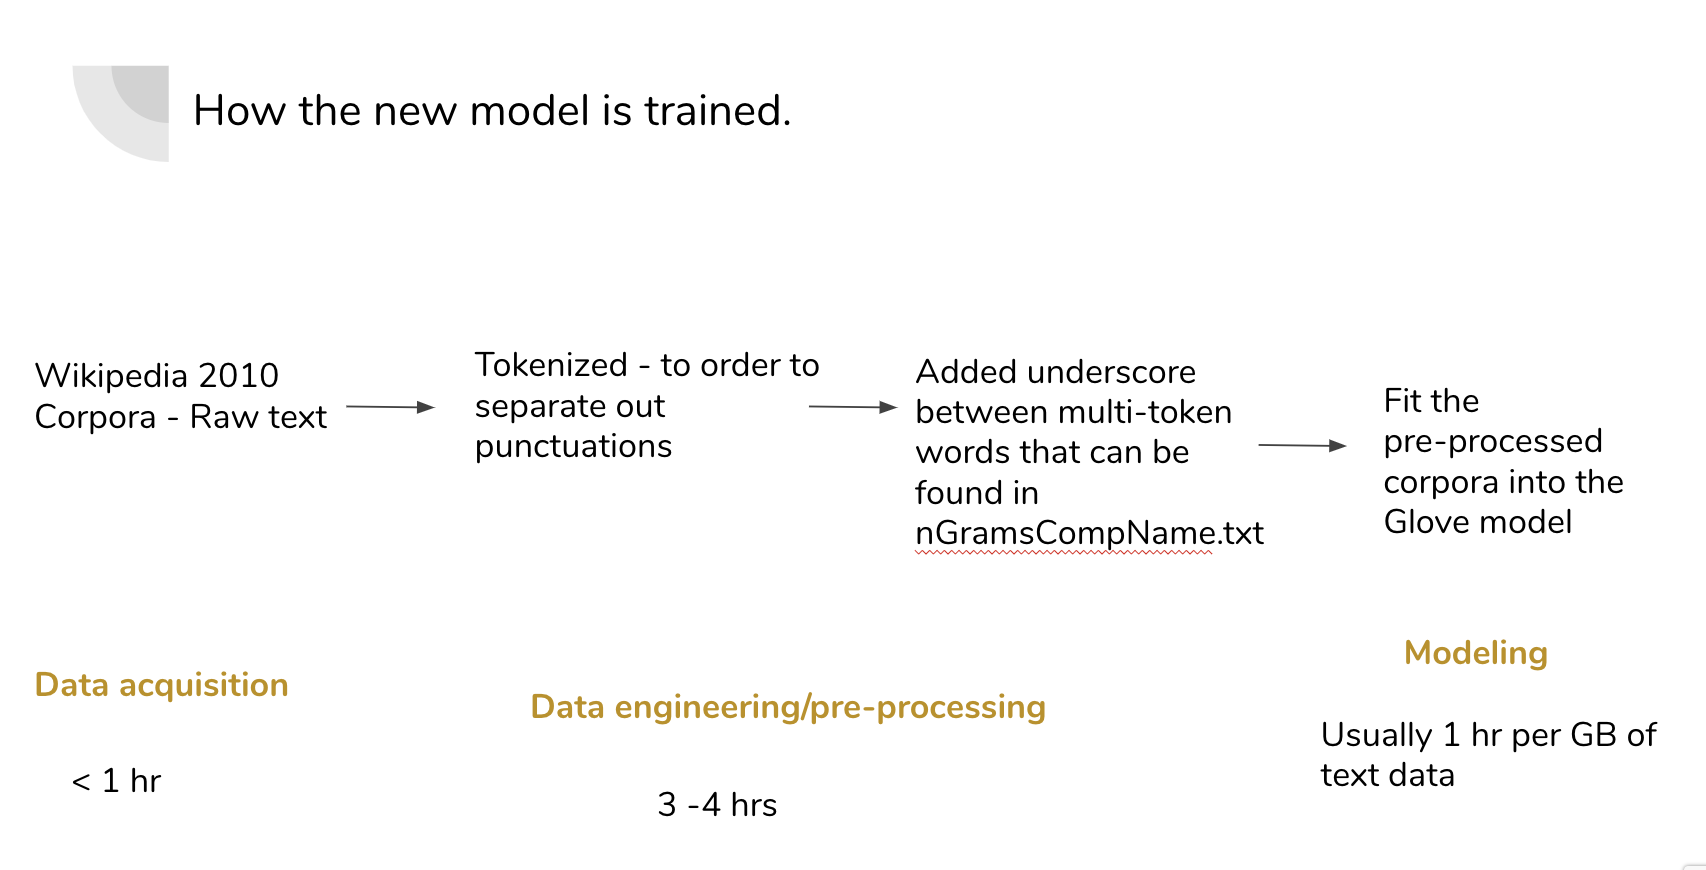 How the new model is trained.
Wikipedia 2010
Corpora - Raw text
Tokenized - to order to
separate out
punctuations
Added underscore
between multi-token
words that can be
found in
nGramsCompName.txt
Fit the
pre-processed
corpora into the
Glove model
Data acquisition
< 1 hr
Data engineering/pre-processing
3 -4 hrs
Modeling
Usually 1 hr per GB of
text data